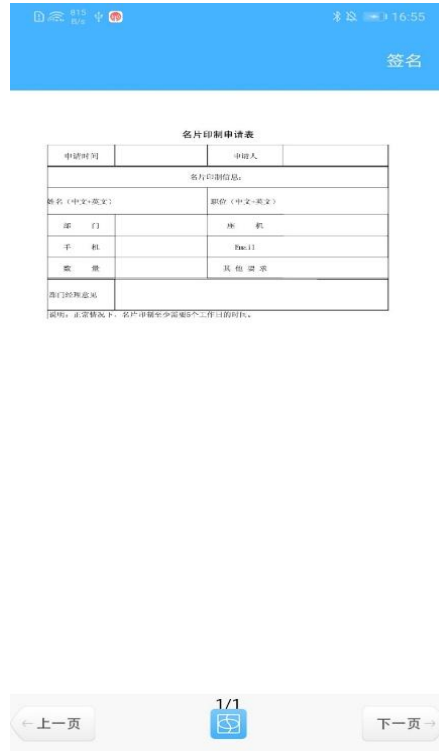 815 B/s 16:55
签名
名片印制申请表
申请时间 申请人
名片印制信息:
姓名(中文+英文) 职位(中文+英文)
部 门 座 机
手 机 Email
数 量 其他要求
部门经理意见
说明:正常情况下,名片印制至少需要5个工作日的时间。
1/1
←上一页 下一页→